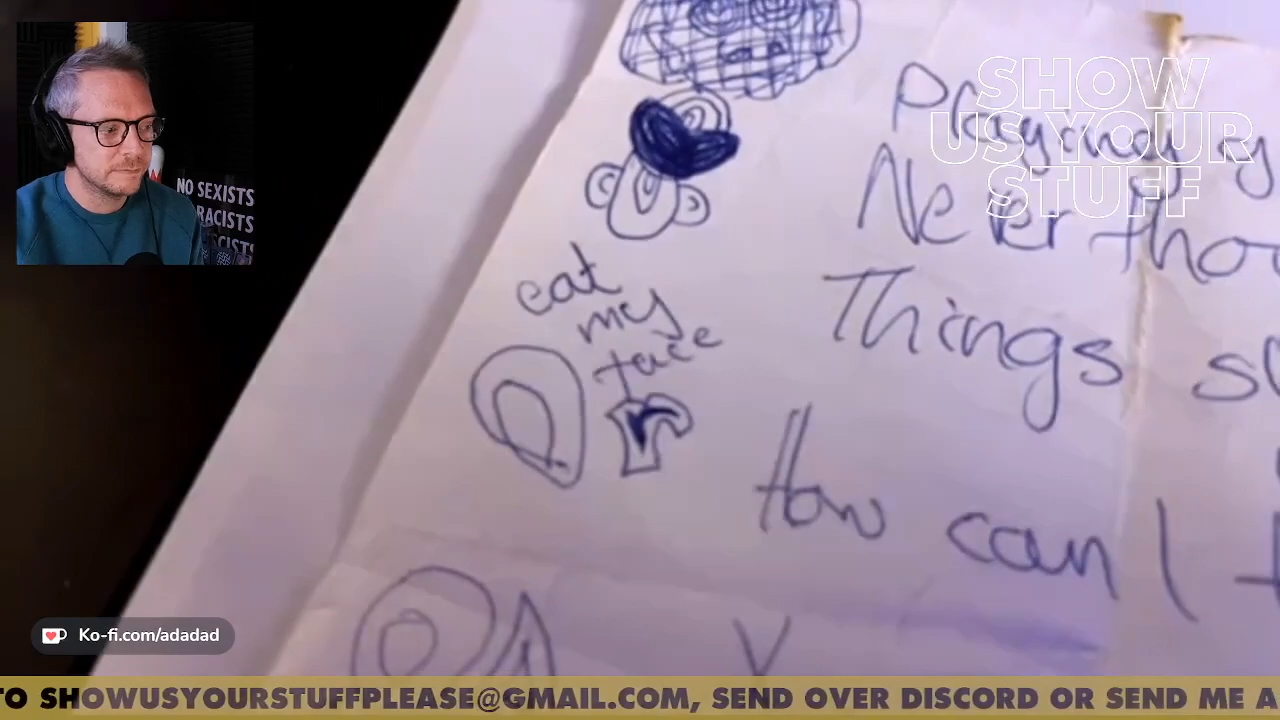 NO SEXISTS
RACISTS
SHOW
US YOUR
STUFF
Praying
Never
Things
eat
my
face
How can I
Ko-fi.com/adadad
TO SHOWUSYOURSTUFFPLEASE@GMAIL.COM, SEND OVER DISCORD OR SEND ME A